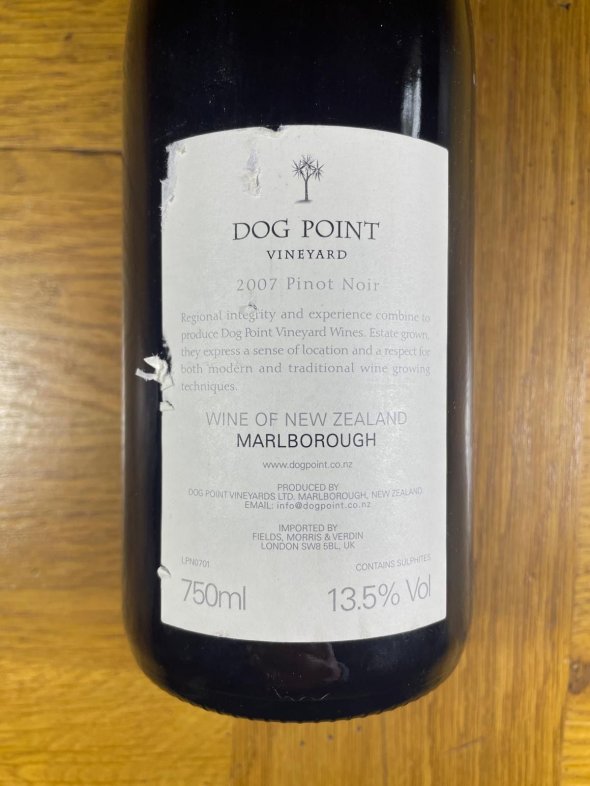 DOG POINT
VINEYARD
2007 Pinot Noir
Regional integrity and experience combine to
produce Dog Point Vineyard Wines. Estate grown,
they express a sense of location and a respect for
both modern and traditional wine growing
techniques.
WINE OF NEW ZEALAND
MARLBOROUGH
www.dogpoint.co.nz
PRODUCED BY
DOG POINT VINEYARDS LTD. MARLBOROUGH, NEW ZEALAND.
EMAIL: info@dogpoint.co.nz
IMPORTED BY
FIELDS, MORRIS & VERDIN
LONDON SW8 5BL, UK
LPN0701 CONTAINS SULPHITES
750ml 13.5% Vol